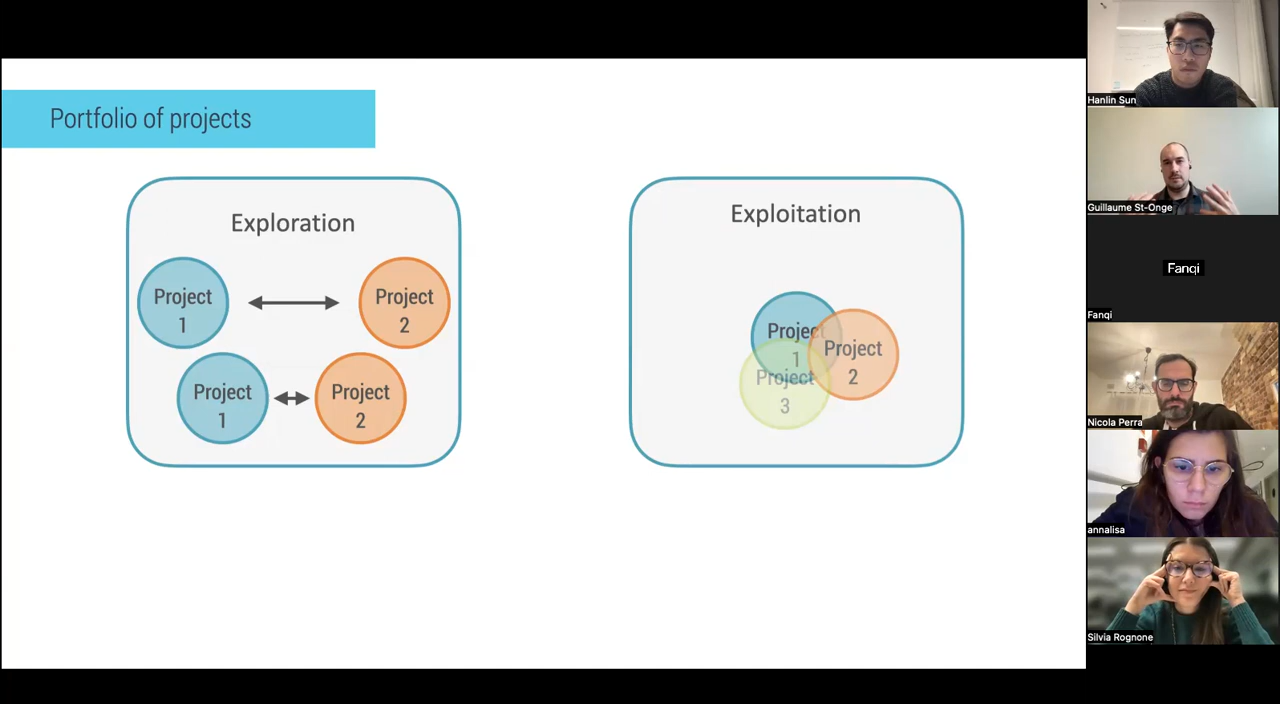 Portfolio of projects
Exploration
Project
1
Project
2
Project
1
Project
2
Exploitation
Project
1
Project
2
Project
3
Hanlin Sun
Guillaume St-Onge
Fanqi
Fanqi
Nicola Perra
annalisa
Silvia Rognone